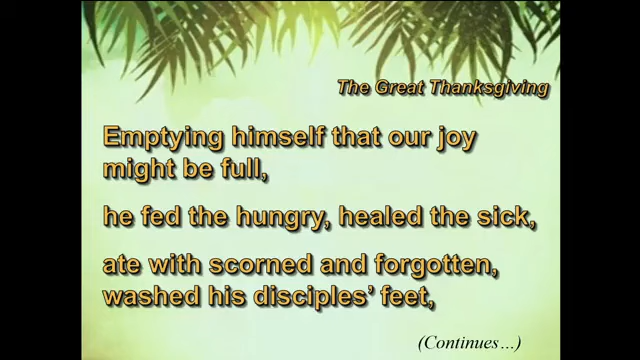 The Great Thanksgiving
Emptying himself that our joy
might be full,
he fed the hungry, healed the sick,
ate with scorned and forgotten,
washed his disciples’ feet,
(Continues…)